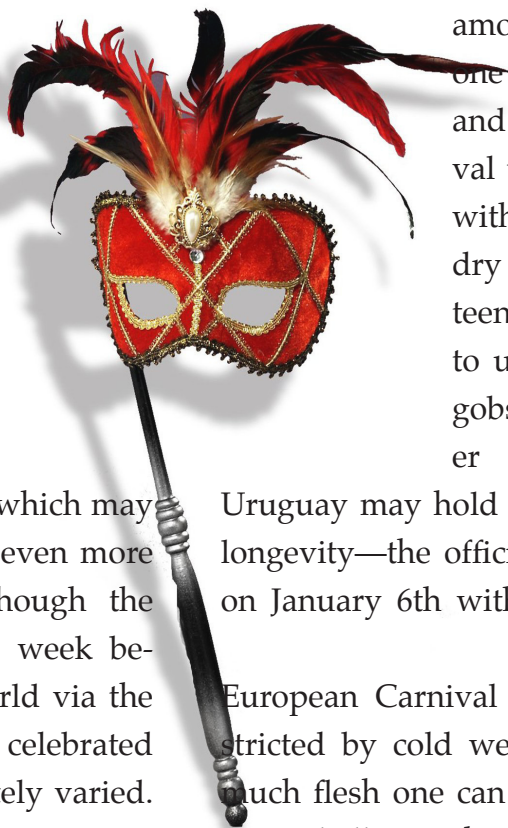 which may
even more
hough the
week be-
rld via the
celebrated
ely varied.
amo
one
and
val
with
dry
teen
to u
gobs
er
Uruguay may hold
longevity—the offici
on January 6th with
European Carnival
stricted by cold we
much flesh one can